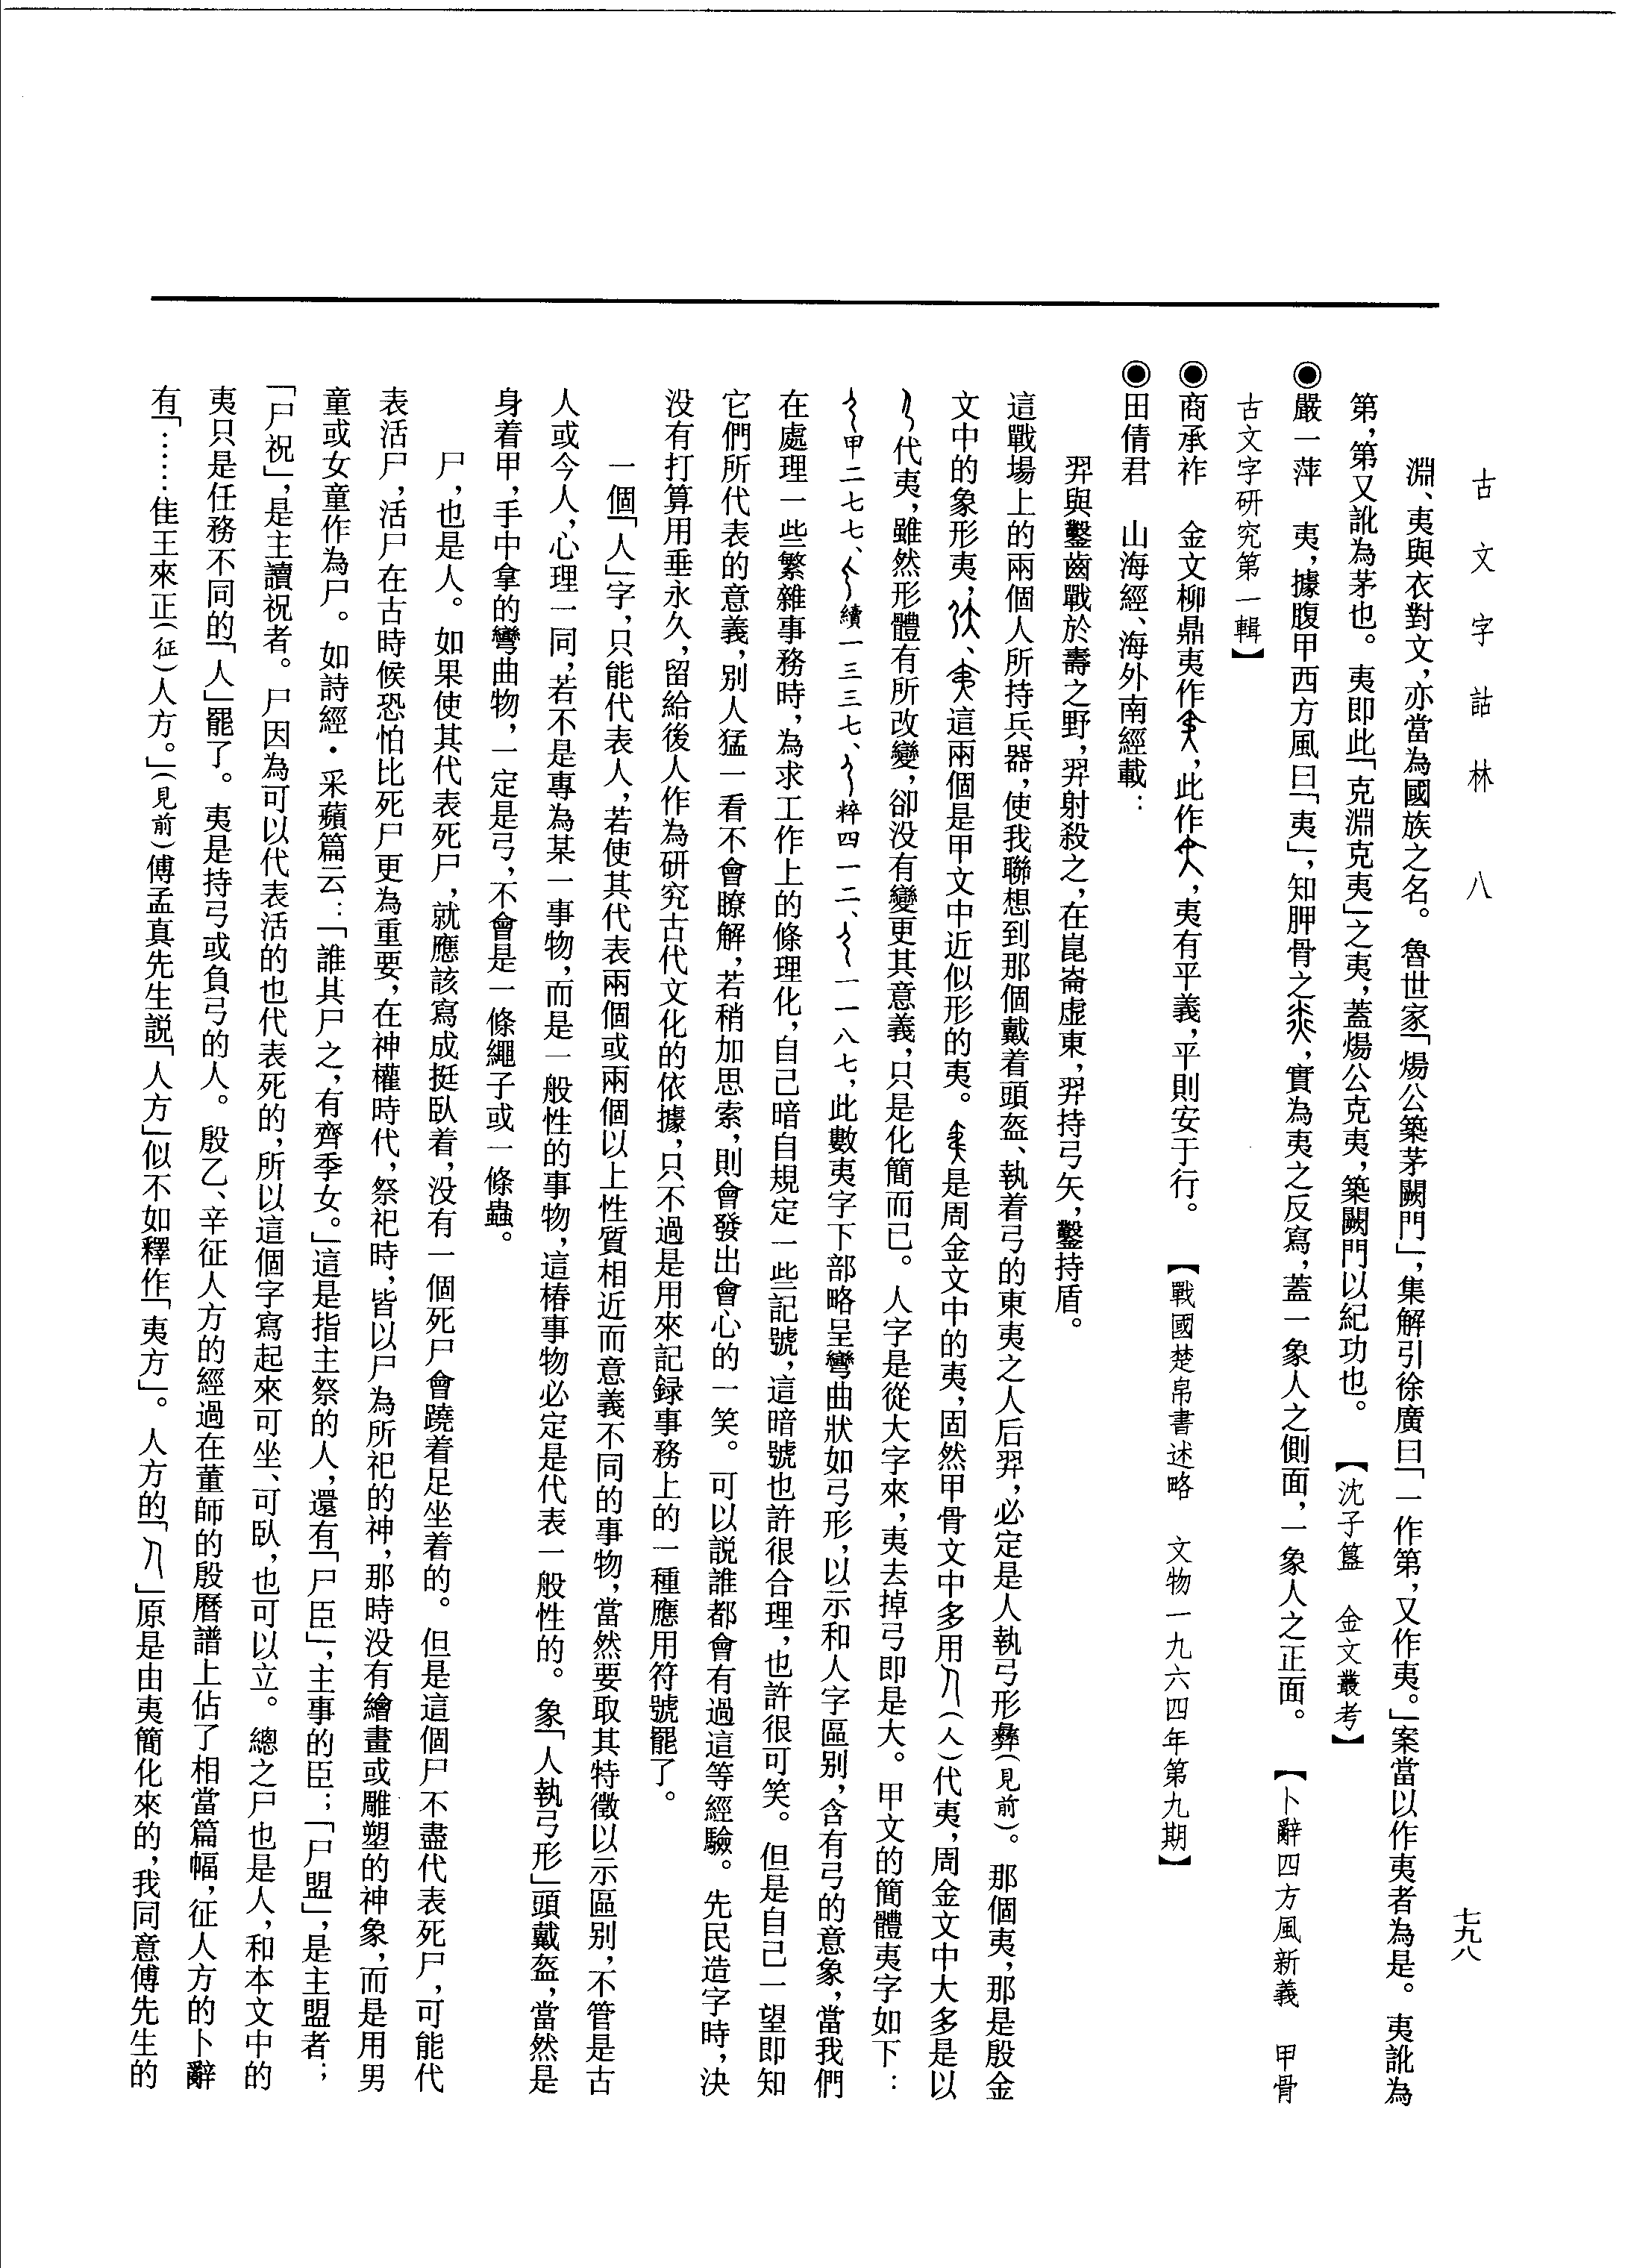 古文字詁林 八
七九八
淵、夷與衣對文，亦當為國族之名。魯世家「煬公築茅闕門」，集解引徐廣曰「一作第，又作夷。」案當以作夷者為是。夷訛為
第，第又訛為茅也。夷即此「克淵克夷」之夷，蓋煬公克夷，築闕門以紀功也。【沈子簋 金文叢考】
◉嚴一萍 夷，據腹甲西方風曰「夷」，知胛骨之，實為夷之反寫，蓋一象人之側面，一象人之正面。【卜辭四方風新義 甲骨
古文字研究第一輯】
◉商承祚 金文柳鼎夷作，此作，夷有平義，平則安于行。【戰國楚帛書述略 文物一九六四年第九期】
◉田倩君 山海經、海外南經載：
羿與鑿齒戰於壽之野，羿射殺之，在崑崙虛東，羿持弓矢，鑿持盾。
這戰場上的兩個人所持兵器，使我聯想到那個戴着頭盔、執着弓的東夷之人后羿，必定是人執弓形彝（見前）。那個夷，那是殷金
文中的象形夷，、這兩個是甲文中近似形的夷。是周金文中的夷，固然甲骨文中多用（人）代夷，周金文中大多是以
代夷，雖然形體有所改變，卻没有變更其意義，只是化簡而已。人字是從大字來，夷去掉弓即是大。甲文的簡體夷字如下：
甲二七七、續一三三七、粹四一二、一一八七，此數夷字下部略呈彎曲狀如弓形，以示和人字區别，含有弓的意象，當我們
在處理一些繁雜事務時，為求工作上的條理化，自己暗自規定一些記號，這暗號也許很合理，也許很可笑。但是自己一望即知
它們所代表的意義，别人猛一看不會瞭解，若稍加思索，則會發出會心的一笑。可以説誰都會有過這等經驗。先民造字時，決
没有打算用垂永久，留給後人作為研究古代文化的依據，只不過是用來記録事務上的一種應用符號罷了。
一個「人」字，只能代表人，若使其代表兩個或兩個以上性質相近而意義不同的事物，當然要取其特徵以示區别，不管是古
人或今人，心理一同，若不是專為某一事物，而是一般性的事物，這樁事物必定是代表一般性的。象「人執弓形」頭戴盔，當然是
身着甲，手中拿的彎曲物，一定是弓，不會是一條繩子或一條蟲。
尸，也是人。如果使其代表死尸，就應該寫成挺臥着，没有一個死尸會蹺着足坐着的。但是這個尸不盡代表死尸，可能代
表活尸，活尸在古時候恐怕比死尸更為重要，在神權時代，祭祀時，皆以尸為所祀的神，那時没有繪畫或雕塑的神象，而是用男
童或女童作為尸。如詩經·采蘋篇云：「誰其尸之，有齊季女。」這是指主祭的人，還有「尸臣」，主事的臣；「尸盟」，是主盟者；
「尸祝」，是主讀祝者。尸因為可以代表活的也代表死的，所以這個字寫起來可坐、可臥，也可以立。總之尸也是人，和本文中的
夷只是任務不同的「人」罷了。夷是持弓或負弓的人。殷乙、辛征人方的經過在董師的殷曆譜上佔了相當篇幅，征人方的卜辭
有「……隹王來正（征）人方。」（見前）傅孟真先生説「人方」似不如釋作「夷方」。人方的「」原是由夷簡化來的，我同意傅先生的